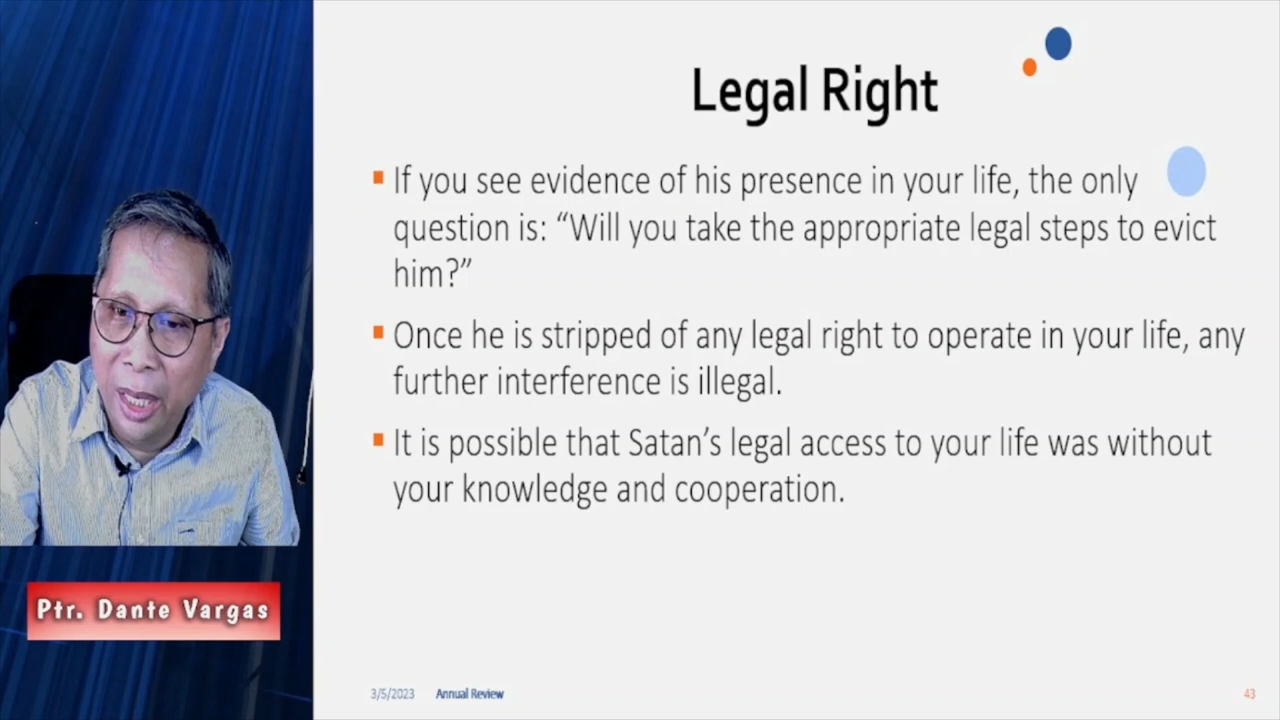 Legal Right
If you see evidence of his presence in your life, the only
question is: “Will you take the appropriate legal steps to evict
him?”
Once he is stripped of any legal right to operate in your life, any
further interference is illegal.
It is possible that Satan’s legal access to your life was without
your knowledge and cooperation.
Ptr. Dante Vargas
3/5/2023 Annual Review 43